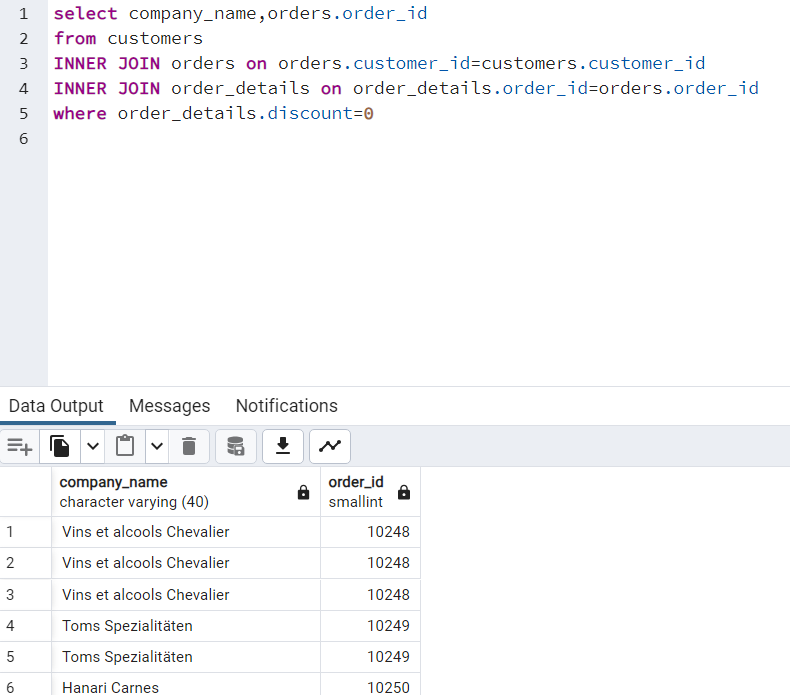 1 select company_name,orders.order_id
2 from customers
3 INNER JOIN orders on orders.customer_id=customers.customer_id
4 INNER JOIN order_details on order_details.order_id=orders.order_id
5 where order_details.discount=0
6
Data Output Messages Notifications
company_name order_id
character varying (40) smallint
1 Vins et alcools Chevalier 10248
2 Vins et alcools Chevalier 10248
3 Vins et alcools Chevalier 10248
4 Toms Spezialitäten 10249
5 Toms Spezialitäten 10249
6 Hanari Carnes 10250